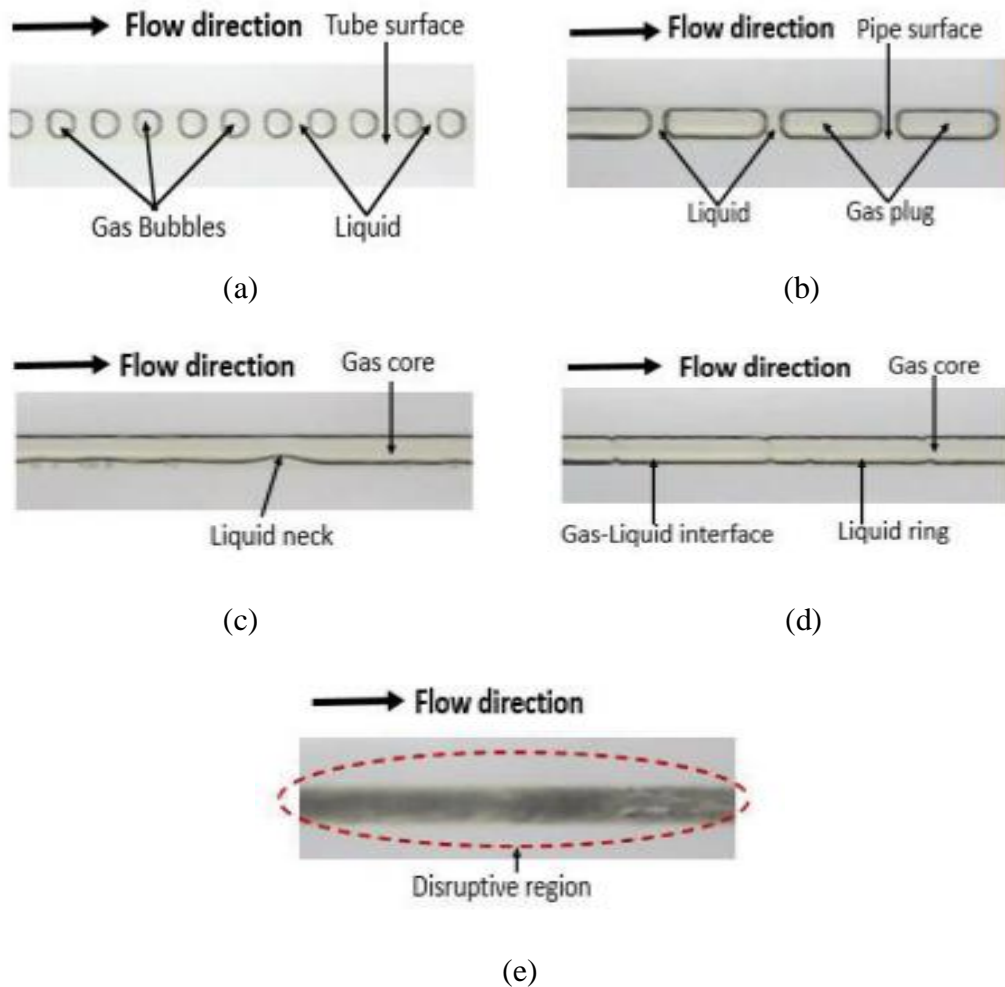 Flow direction
Tube surface
Gas Bubbles
Liquid
(a)
Flow direction
Pipe surface
Liquid
Gas plug
(b)
Flow direction
Gas core
Liquid neck
(c)
Flow direction
Gas core
Gas-Liquid interface
Liquid ring
(d)
Flow direction
Disruptive region
(e)